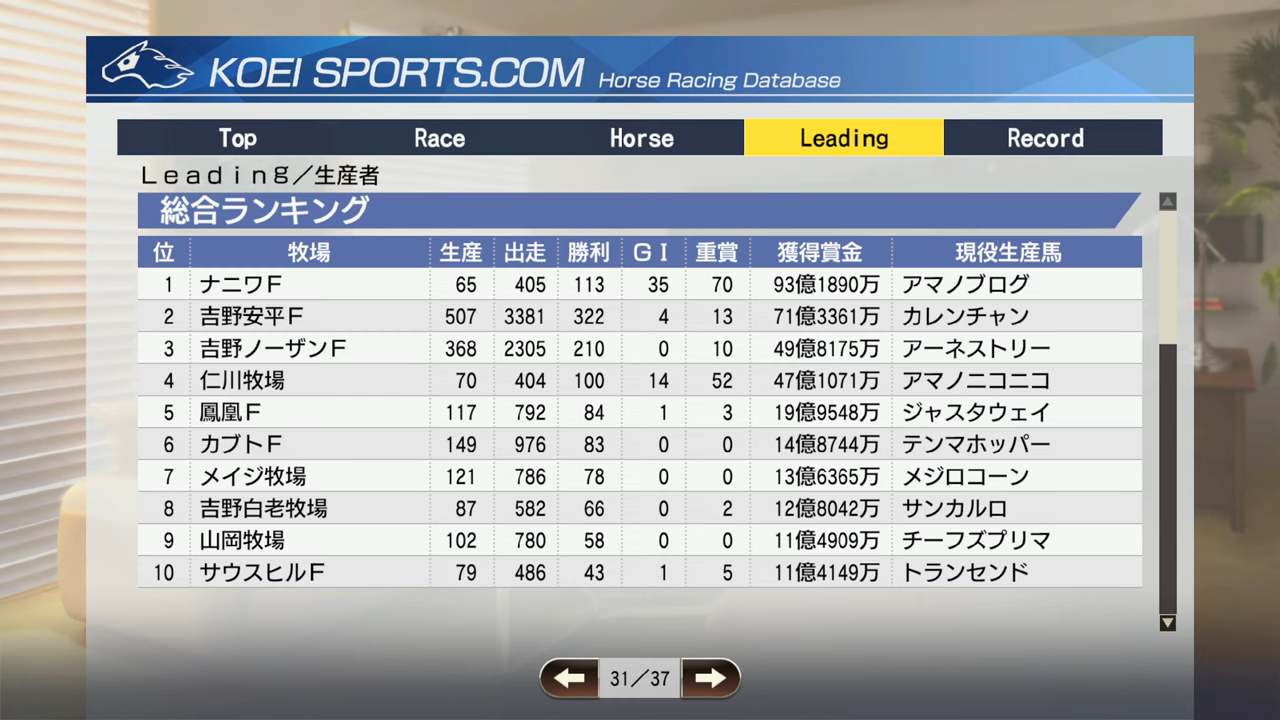 KOEI SPORTS.COM Horse Racing Database
Top Race Horse Leading Record
Leading／生産者
総合ランキング
位 牧場 生産 出走 勝利 GⅠ 重賞 獲得賞金 現役生産馬
1 ナニワF 65 405 113 35 70 93億1890万 アマノブログ
2 吉野安平F 507 3381 322 4 13 71億3361万 カレンチャン
3 吉野ノーザンF 368 2305 210 0 10 49億8175万 アーネストリー
4 仁川牧場 70 404 100 14 52 47億1071万 アマノニコニコ
5 鳳凰F 117 792 84 1 3 19億9548万 ジャスタウェイ
6 カブトF 149 976 83 0 0 14億8744万 テンマホッパー
7 メイジ牧場 121 786 78 0 0 13億6365万 メジロコーン
8 吉野白老牧場 87 582 66 0 2 12億8042万 サンカルロ
9 山岡牧場 102 780 58 0 0 11億4909万 チーフズプリマ
10 サウスヒルF 79 486 43 1 5 11億4149万 トランセンド
31／37